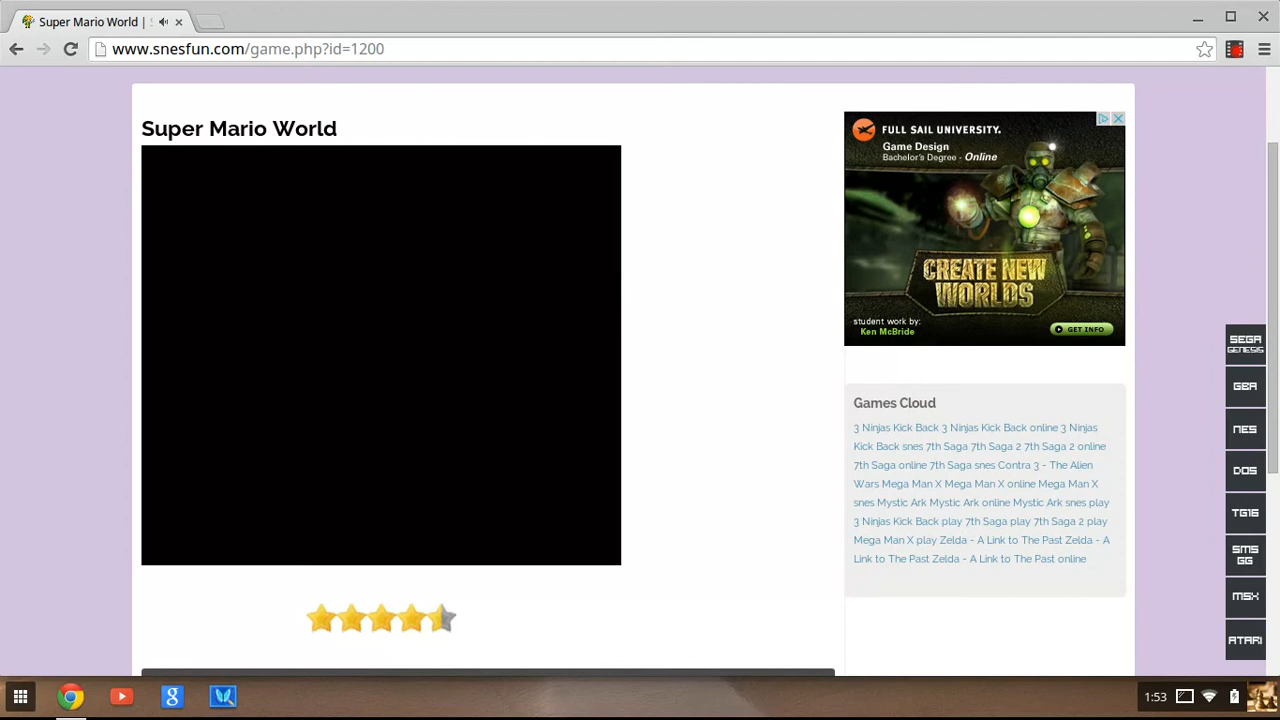 Super Mario World | S
www.snesfun.com/game.php?id=1200
Super Mario World
FULL SAIL UNIVERSITY.
Game Design
Bachelor's Degree - Online
CREATE NEW
WORLDS
student work by:
Ken McBride
GET INFO
Games Cloud
3 Ninjas Kick Back 3 Ninjas Kick Back online 3 Ninjas
Kick Back snes 7th Saga 7th Saga 2 7th Saga 2 online
7th Saga online 7th Saga snes Contra 3 - The Alien
Wars Mega Man X Mega Man X online Mega Man X
snes Mystic Ark Mystic Ark online Mystic Ark snes play
3 Ninjas Kick Back play 7th Saga play 7th Saga 2 play
Mega Man X play Zelda - A Link to The Past Zelda - A
Link to The Past Zelda - A Link to The Past online
SEGA
GENESIS
GBA
NES
DOS
TG16
SMS
GG
MSX
ATARI
g
1:53